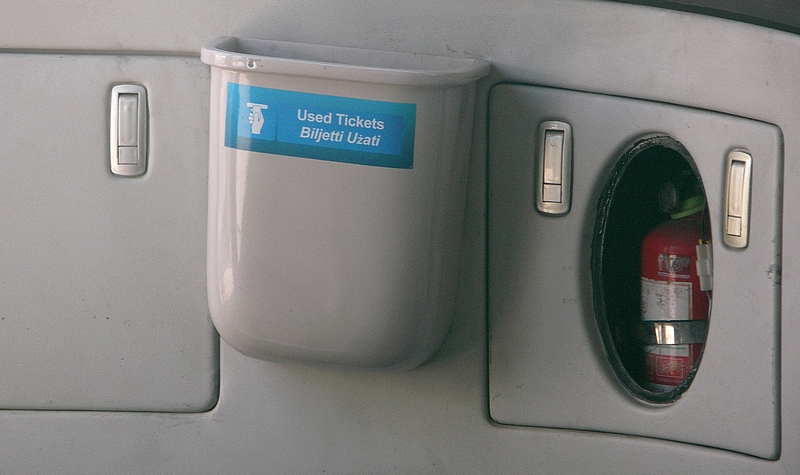 Used Tickets
Biljetti Użati